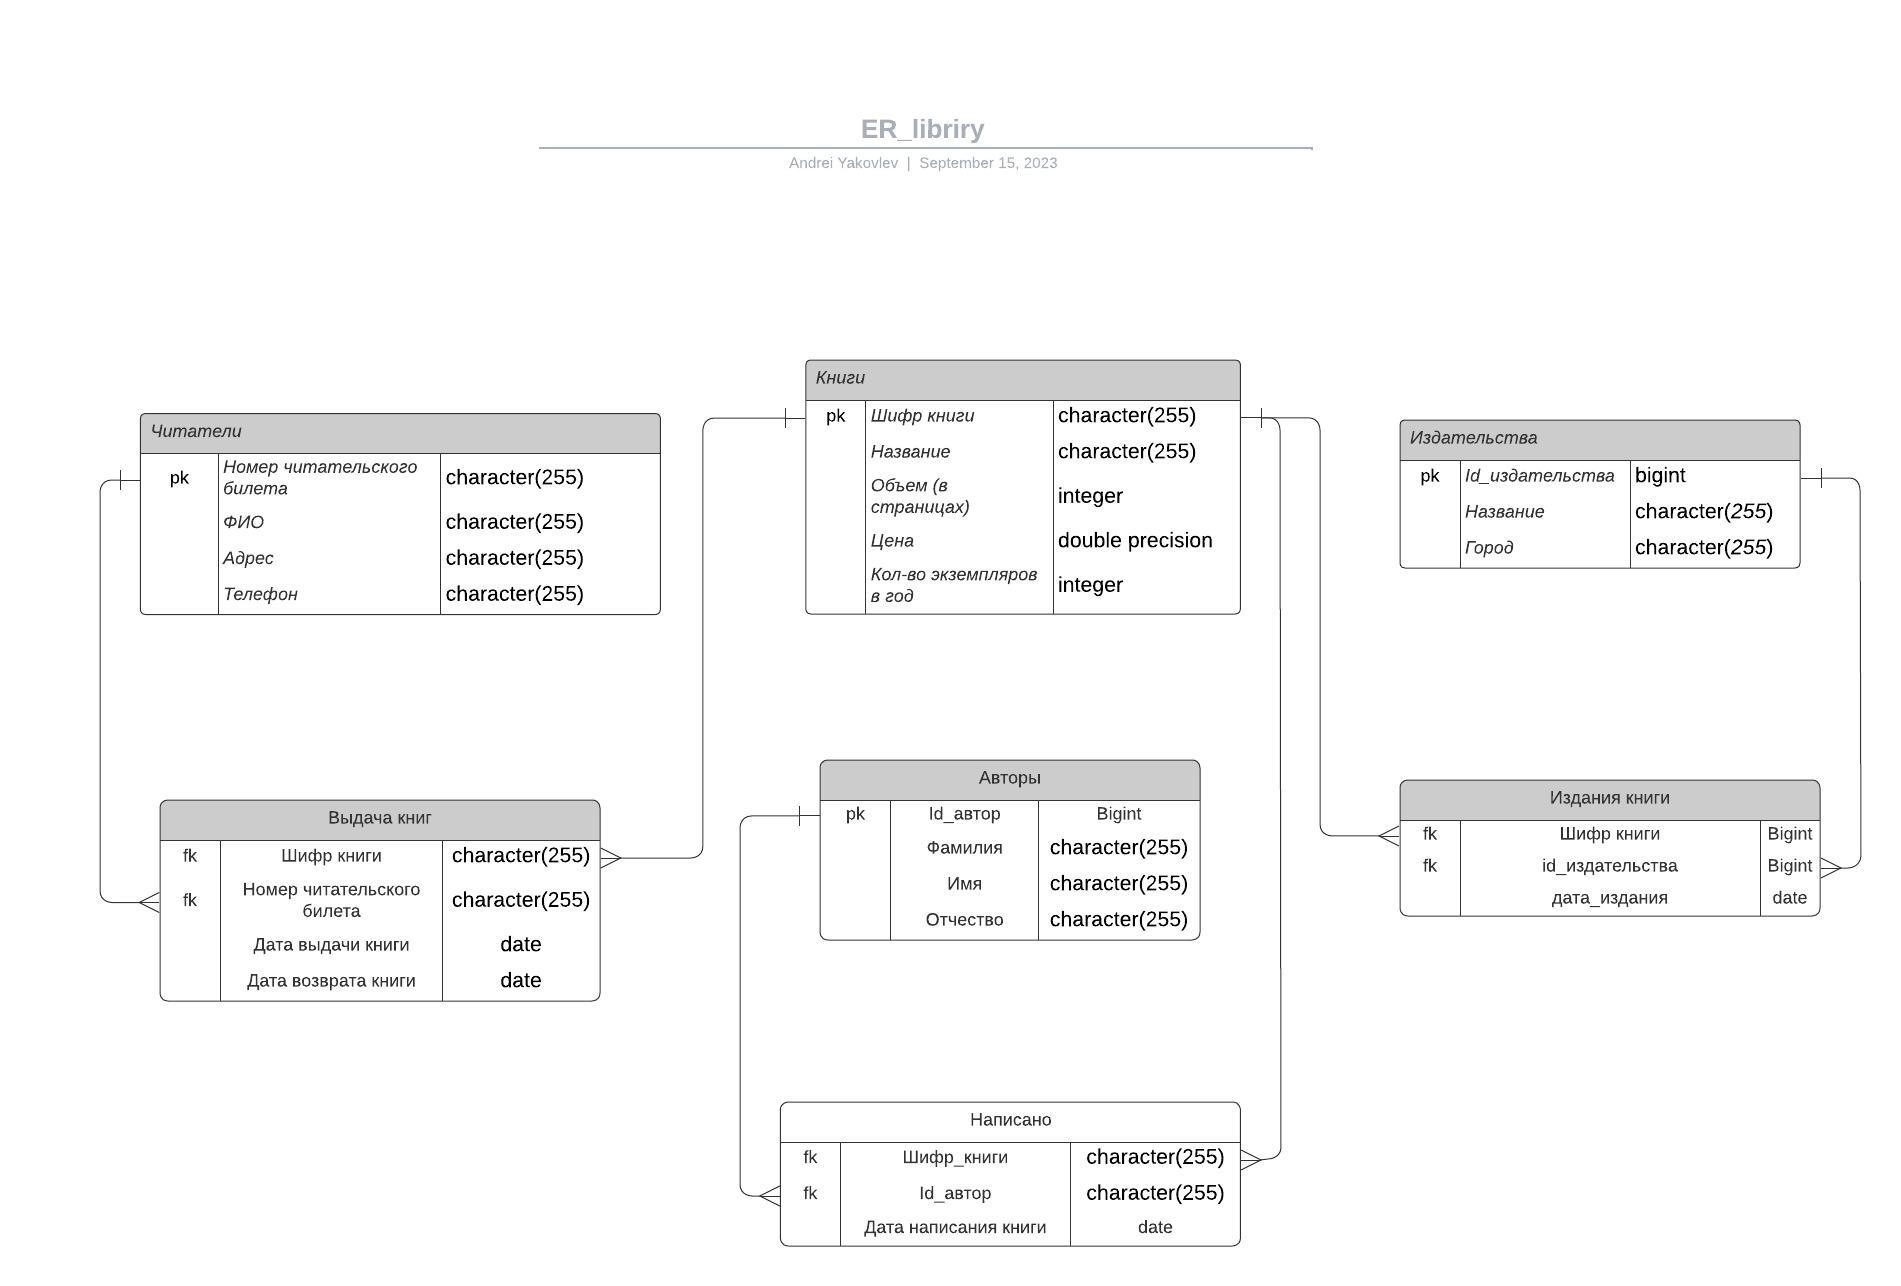 ER_libriry
Andrei Yakovlev | September 15, 2023
Читатели
pk Номер читательского
билета character(255)
ФИО character(255)
Адрес character(255)
Телефон character(255)
Книги
pk Шифр книги character(255)
Название character(255)
Объем (в
страницах) integer
Цена double precision
Кол-во экземпляров
в год integer
Издательства
pk Id_издательства bigint
Название character(255)
Город character(255)
Выдача книг
fk Шифр книги character(255)
fk Номер читательского
билета character(255)
Дата выдачи книги date
Дата возврата книги date
Авторы
pk Id_автор Bigint
Фамилия character(255)
Имя character(255)
Отчество character(255)
Издания книги
fk Шифр книги Bigint
fk id_издательства Bigint
дата_издания date
Написано
fk Шифр_книги character(255)
fk Id_автор character(255)
Дата написания книги date